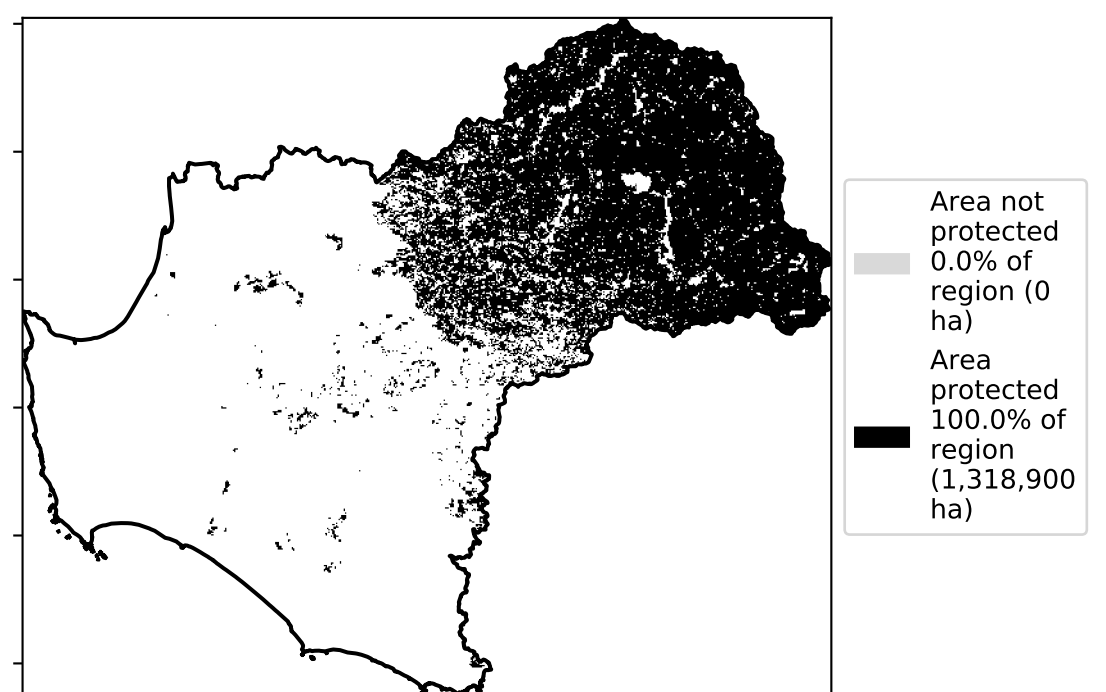 Area not
protected
0.0% of
region (0
ha)
Area
protected
100.0% of
region
(1,318,900
ha)